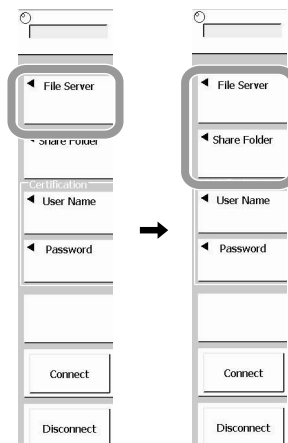 File Server
Share Folder
Certification
User Name
Password
Connect
Disconnect
File Server
Share Folder
User Name
Password
Connect
Disconnect